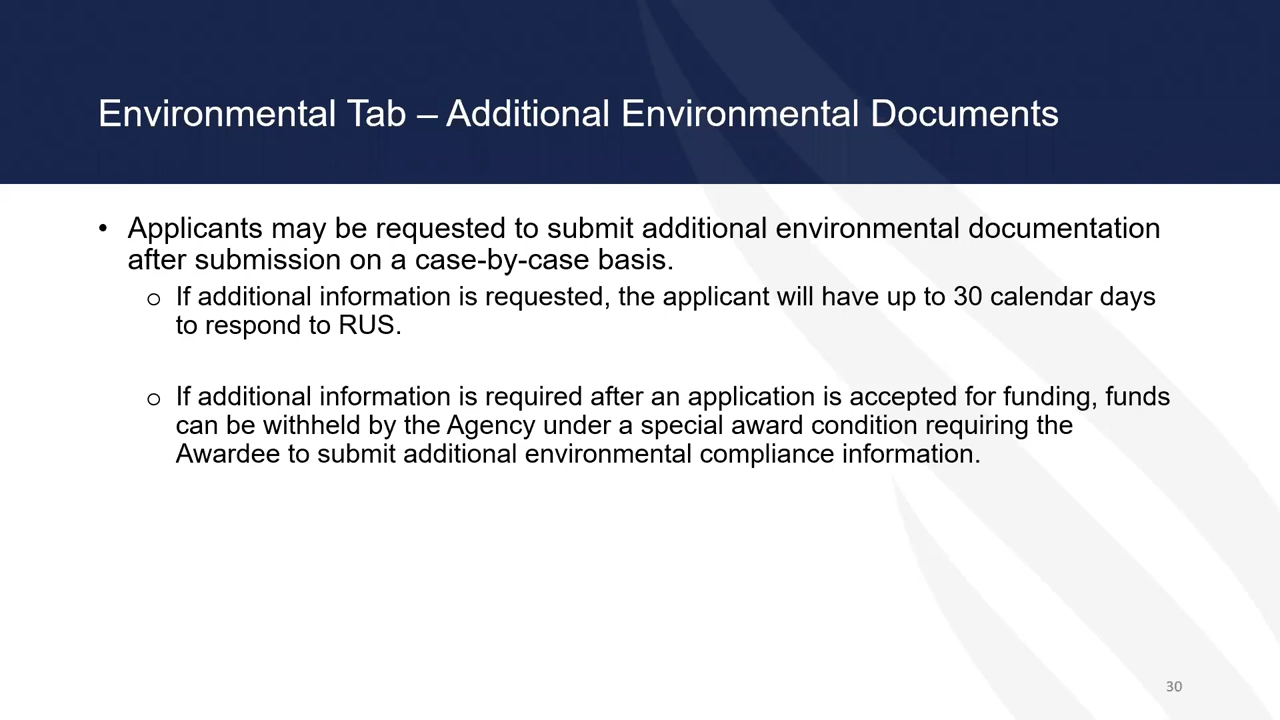 Environmental Tab – Additional Environmental Documents
• Applicants may be requested to submit additional environmental documentation
after submission on a case-by-case basis.
o If additional information is requested, the applicant will have up to 30 calendar days
to respond to RUS.
o If additional information is required after an application is accepted for funding, funds
can be withheld by the Agency under a special award condition requiring the
Awardee to submit additional environmental compliance information.
30